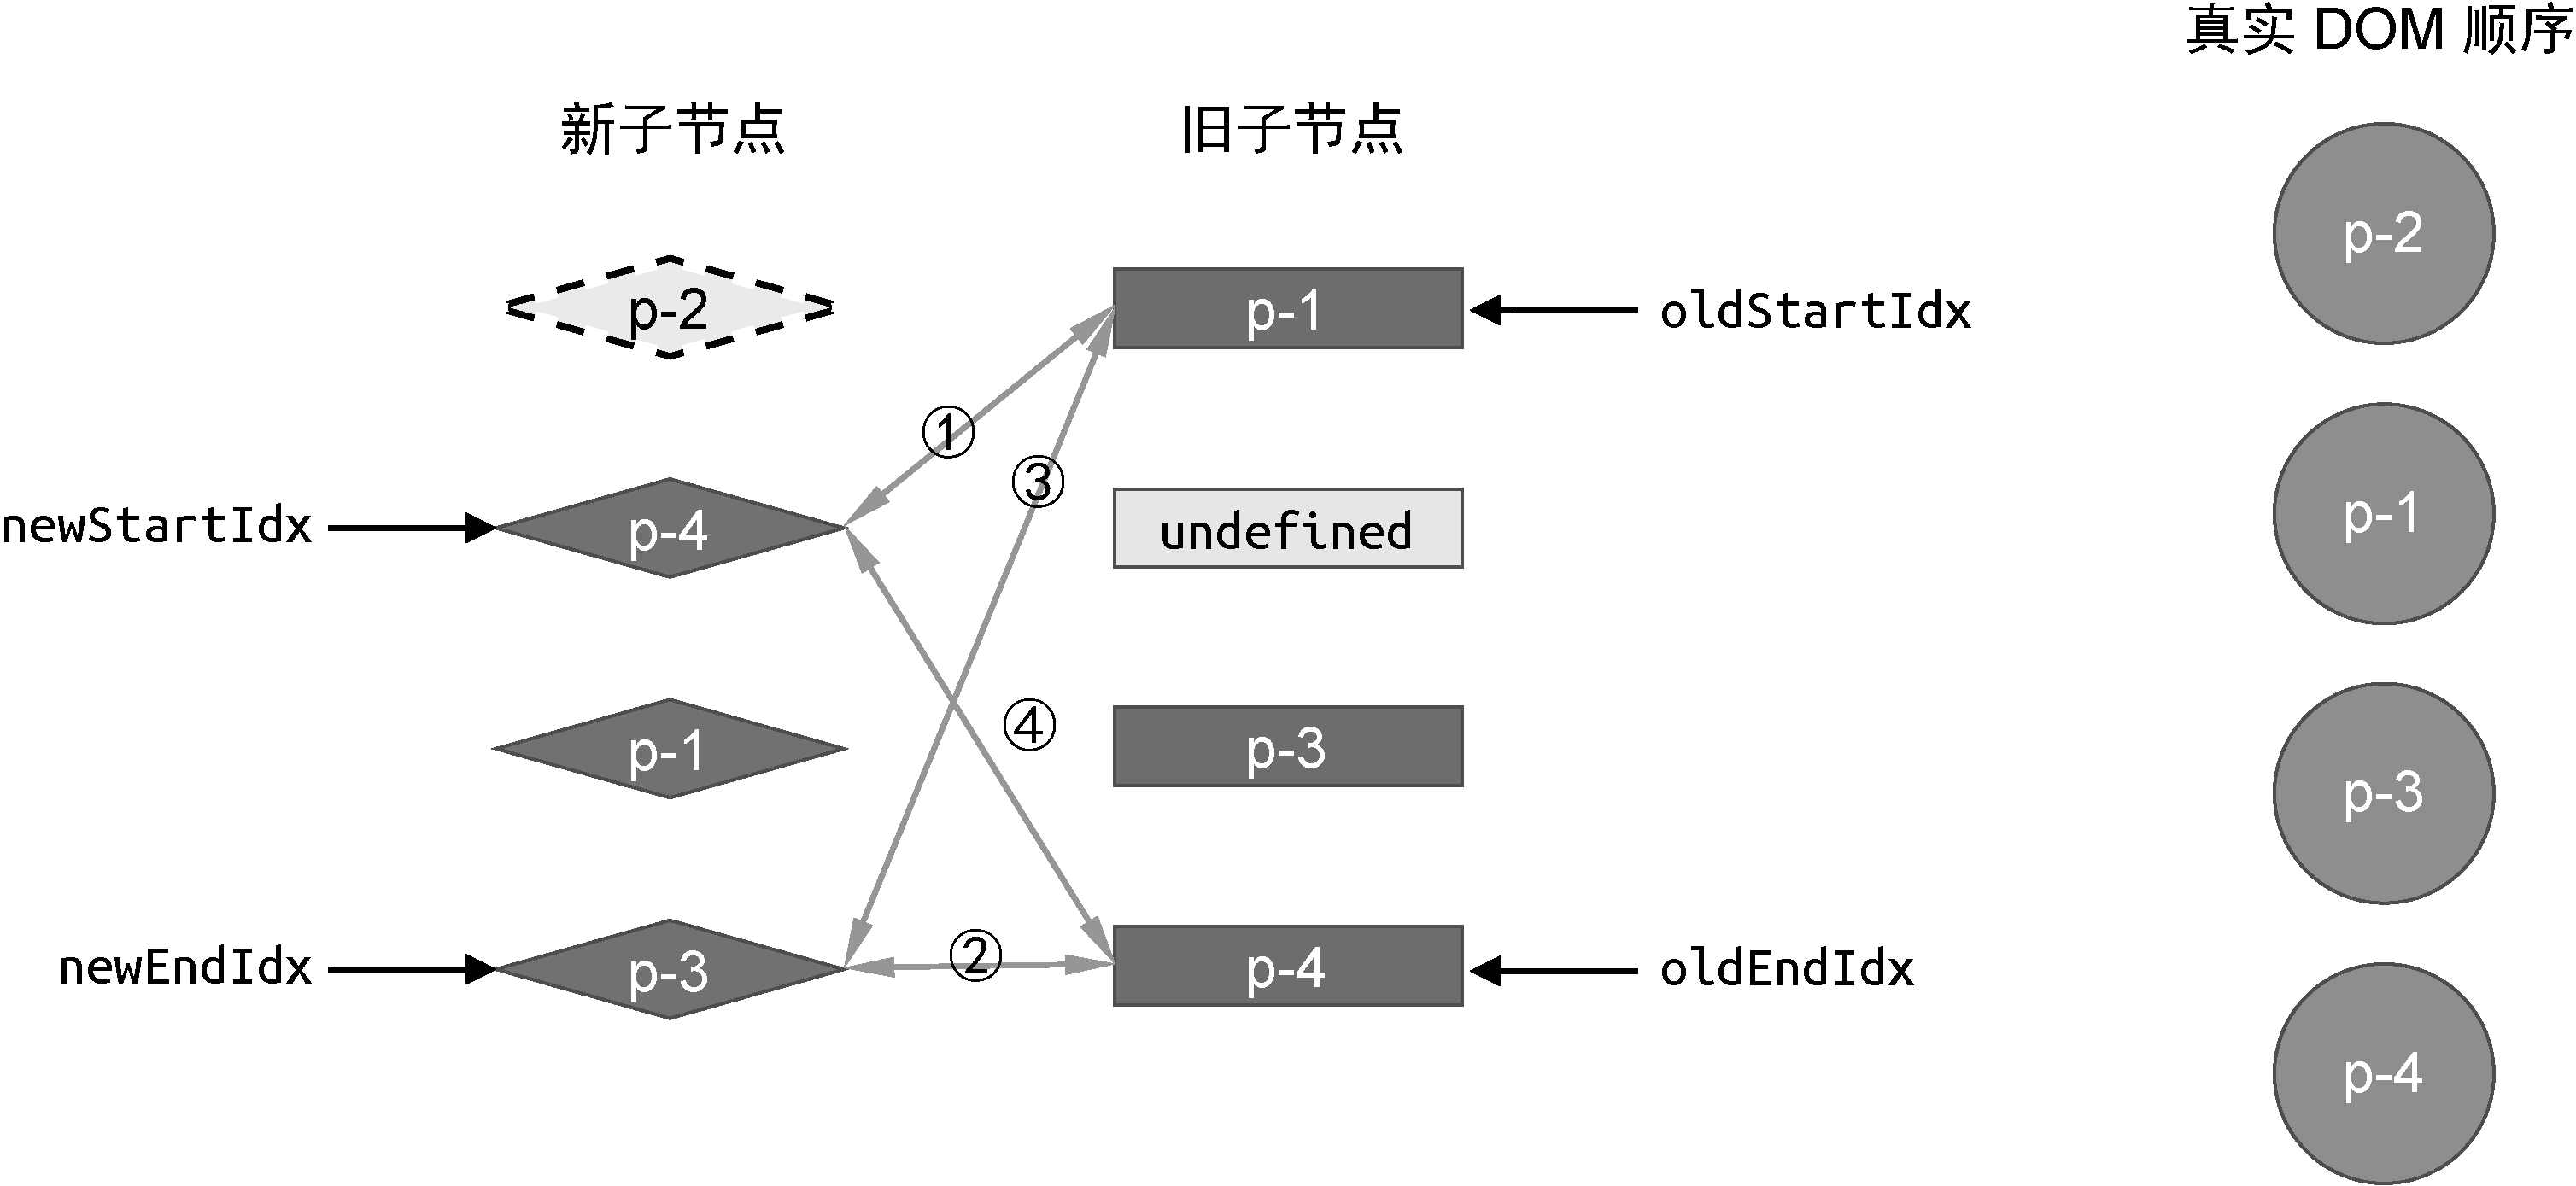 真实 DOM 顺序
新子节点
旧子节点
p-2
p-2
p-1
oldStartIdx
①
③
p-1
newStartIdx
p-4
undefined
p-1
④
p-3
p-3
newEndIdx
p-3
②
p-4
oldEndIdx
p-4